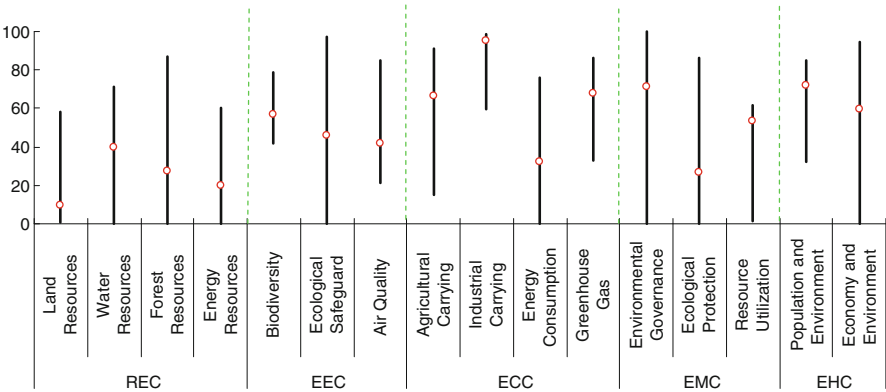 100
80
60
40
20
0
Land
Resources
Water
Resources
Forest
Resources
Energy
Resources
Biodiversity
Ecological
Safeguard
Air Quality
Agricultural
Carrying
Industrial
Carrying
Energy
Consumption
Greenhouse
Gas
Environmental
Governance
Ecological
Protection
Resource
Utilization
Population and
Environment
Economy and
Environment
REC
EEC
ECC
EMC
EHC